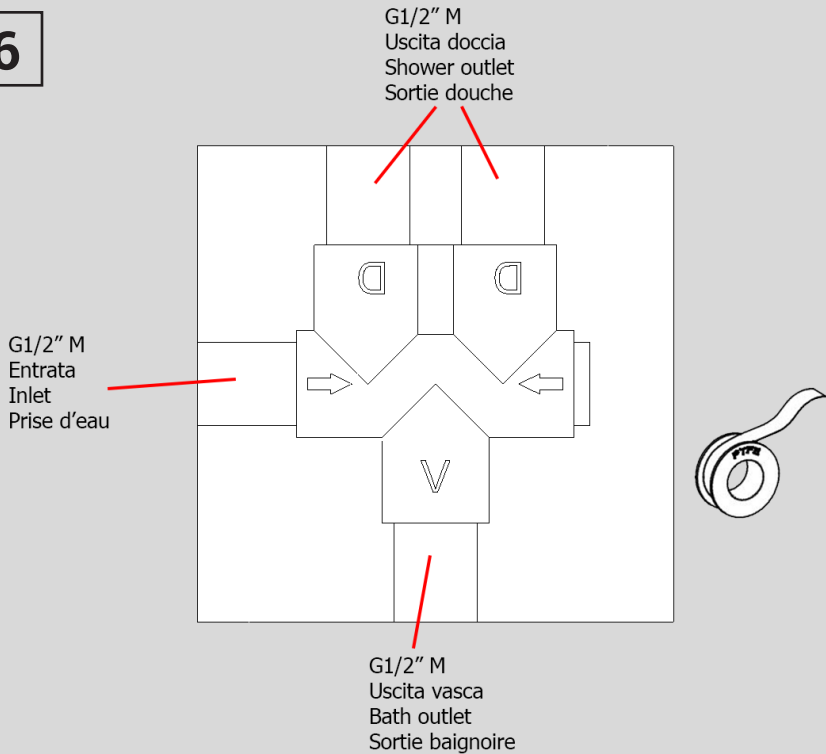 6
G1/2” M
Uscita doccia
Shower outlet
Sortie douche
D D
G1/2” M
Entrata
Inlet
Prise d’eau
PTFE
V
G1/2” M
Uscita vasca
Bath outlet
Sortie baignoire